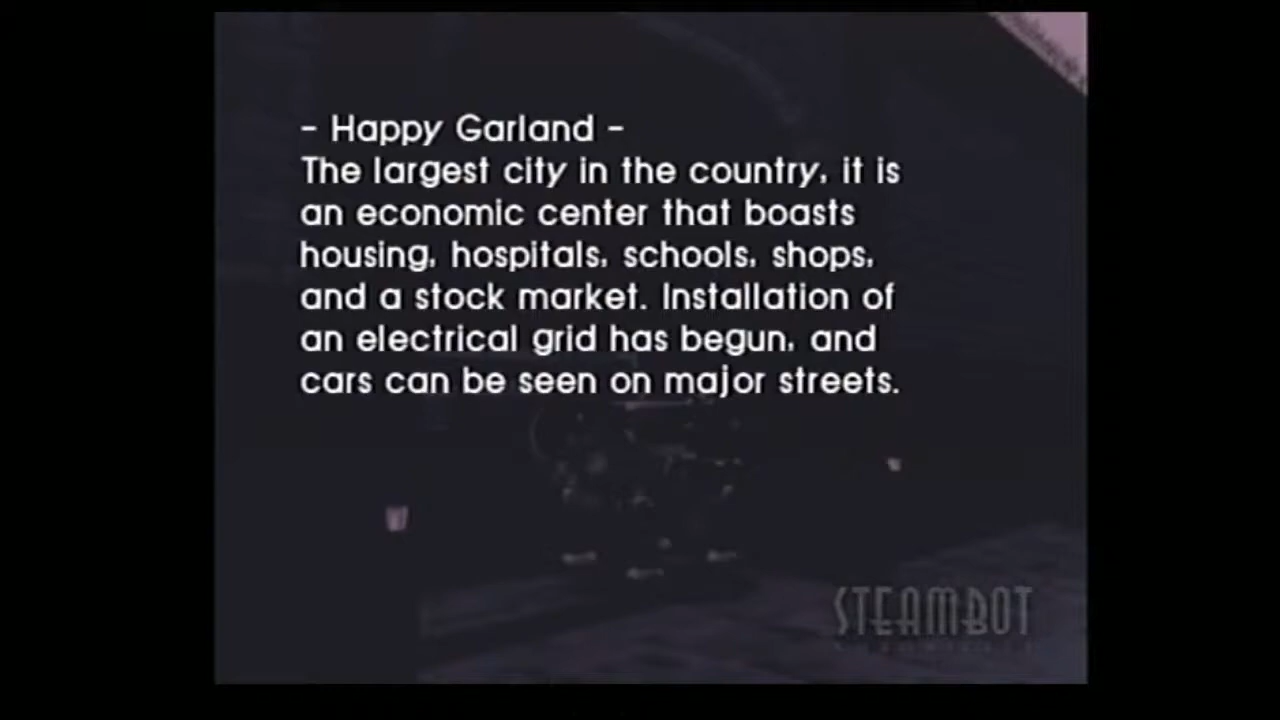 - Happy Garland -
The largest city in the country, it is
an economic center that boasts
housing, hospitals, schools, shops,
and a stock market. Installation of
an electrical grid has begun, and
cars can be seen on major streets.
STEAMBOT